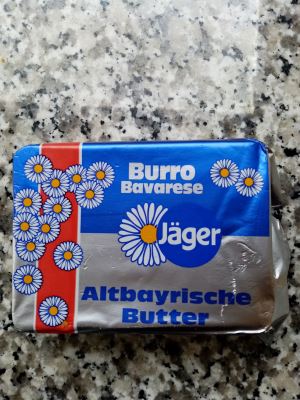 Burro
Bavarese
Jäger
Altbayrische
Butter